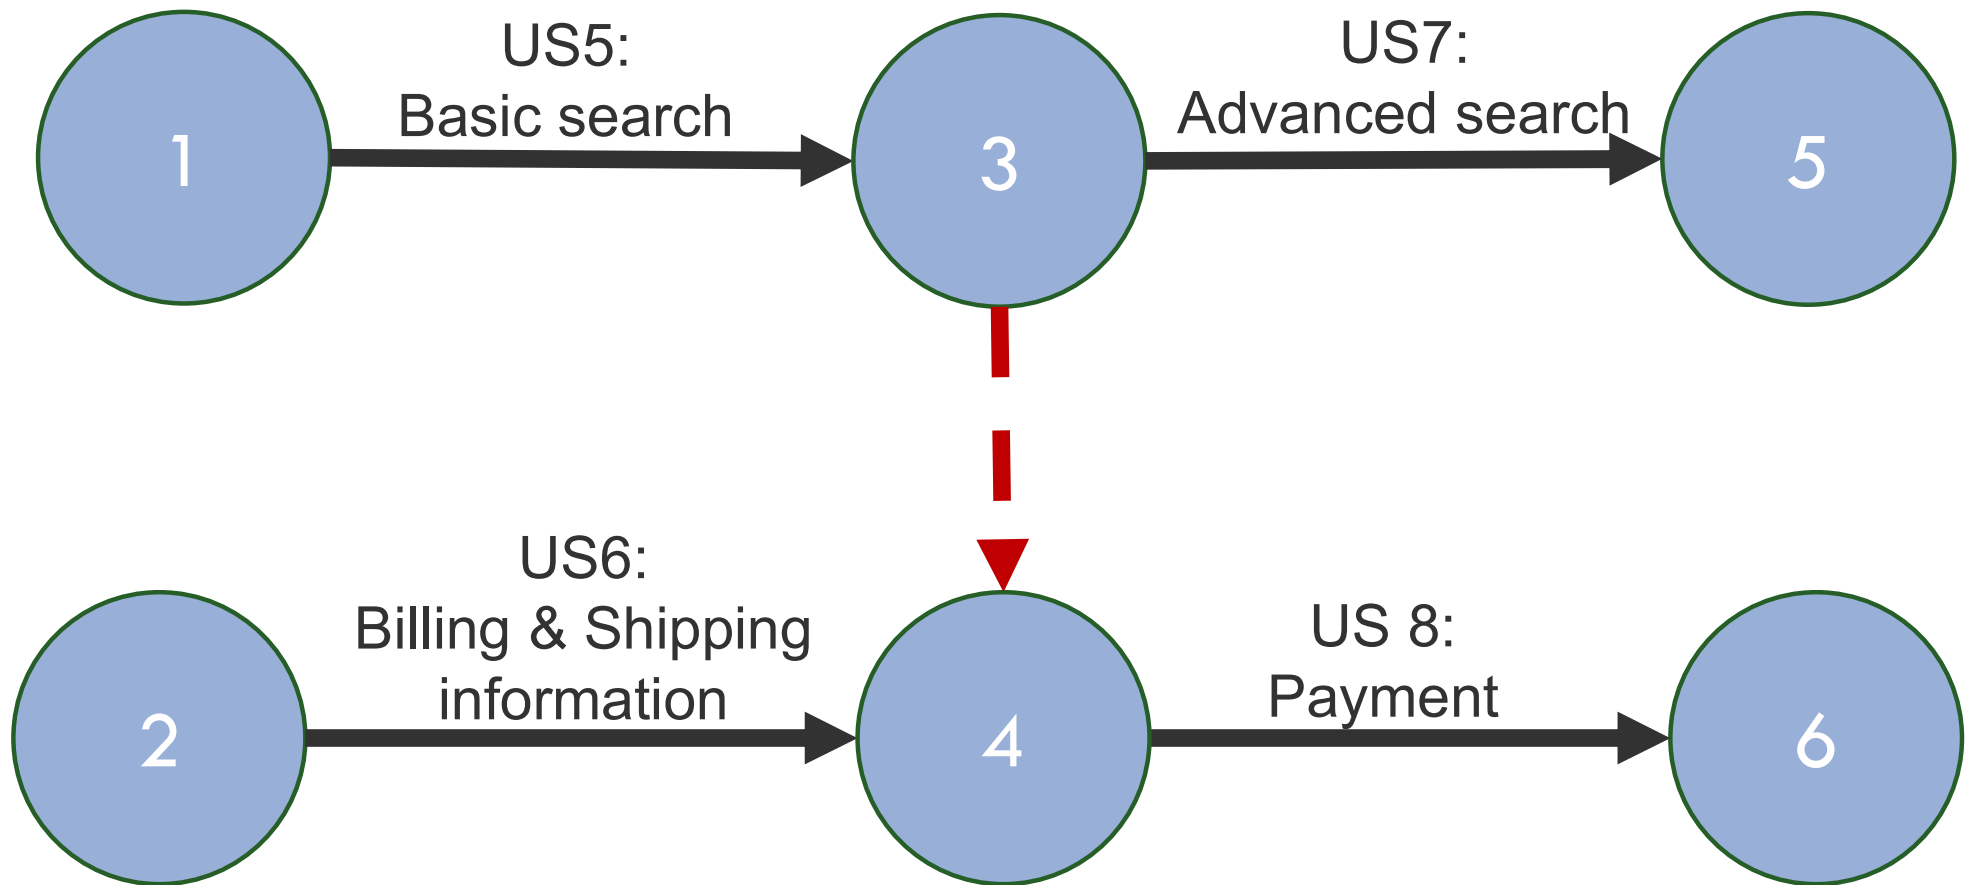 US5:
Basic search
US7:
Advanced search
1
3
5
US6:
Billing & Shipping
information
US 8:
Payment
2
4
6